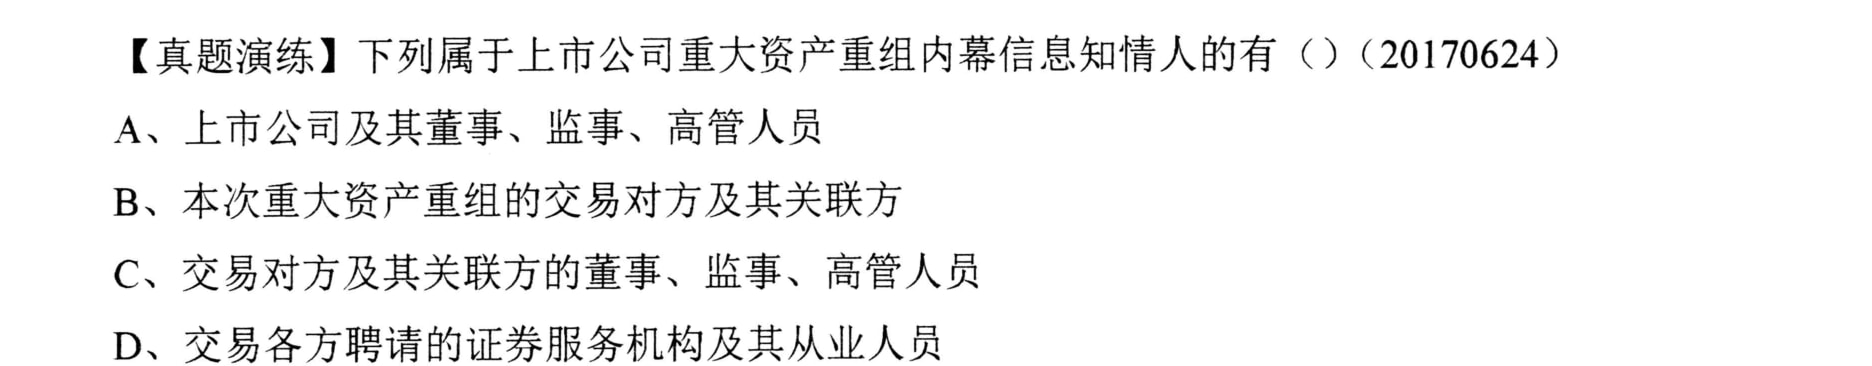 【真题演练】下列属于上市公司重大资产重组内幕信息知情人的有（）（20170624）
A、上市公司及其董事、监事、高管人员
B、本次重大资产重组的交易对方及其关联方
C、交易对方及其关联方的董事、监事、高管人员
D、交易各方聘请的证券服务机构及其从业人员